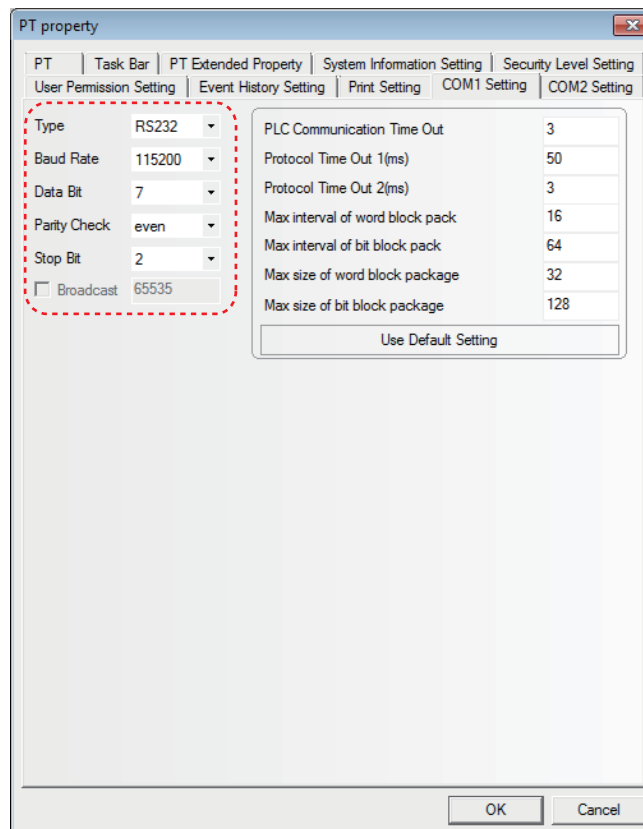 PT property
PT Task Bar PT Extended Property System Information Setting Security Level Setting
User Permission Setting Event History Setting Print Setting COM1 Setting COM2 Setting
Type RS232
Baud Rate 115200
Data Bit 7
Parity Check even
Stop Bit 2
Broadcast 65535
PLC Communication Time Out 3
Protocol Time Out 1(ms) 50
Protocol Time Out 2(ms) 3
Max interval of word block pack 16
Max interval of bit block pack 64
Max size of word block package 32
Max size of bit block package 128
Use Default Setting
OK Cancel